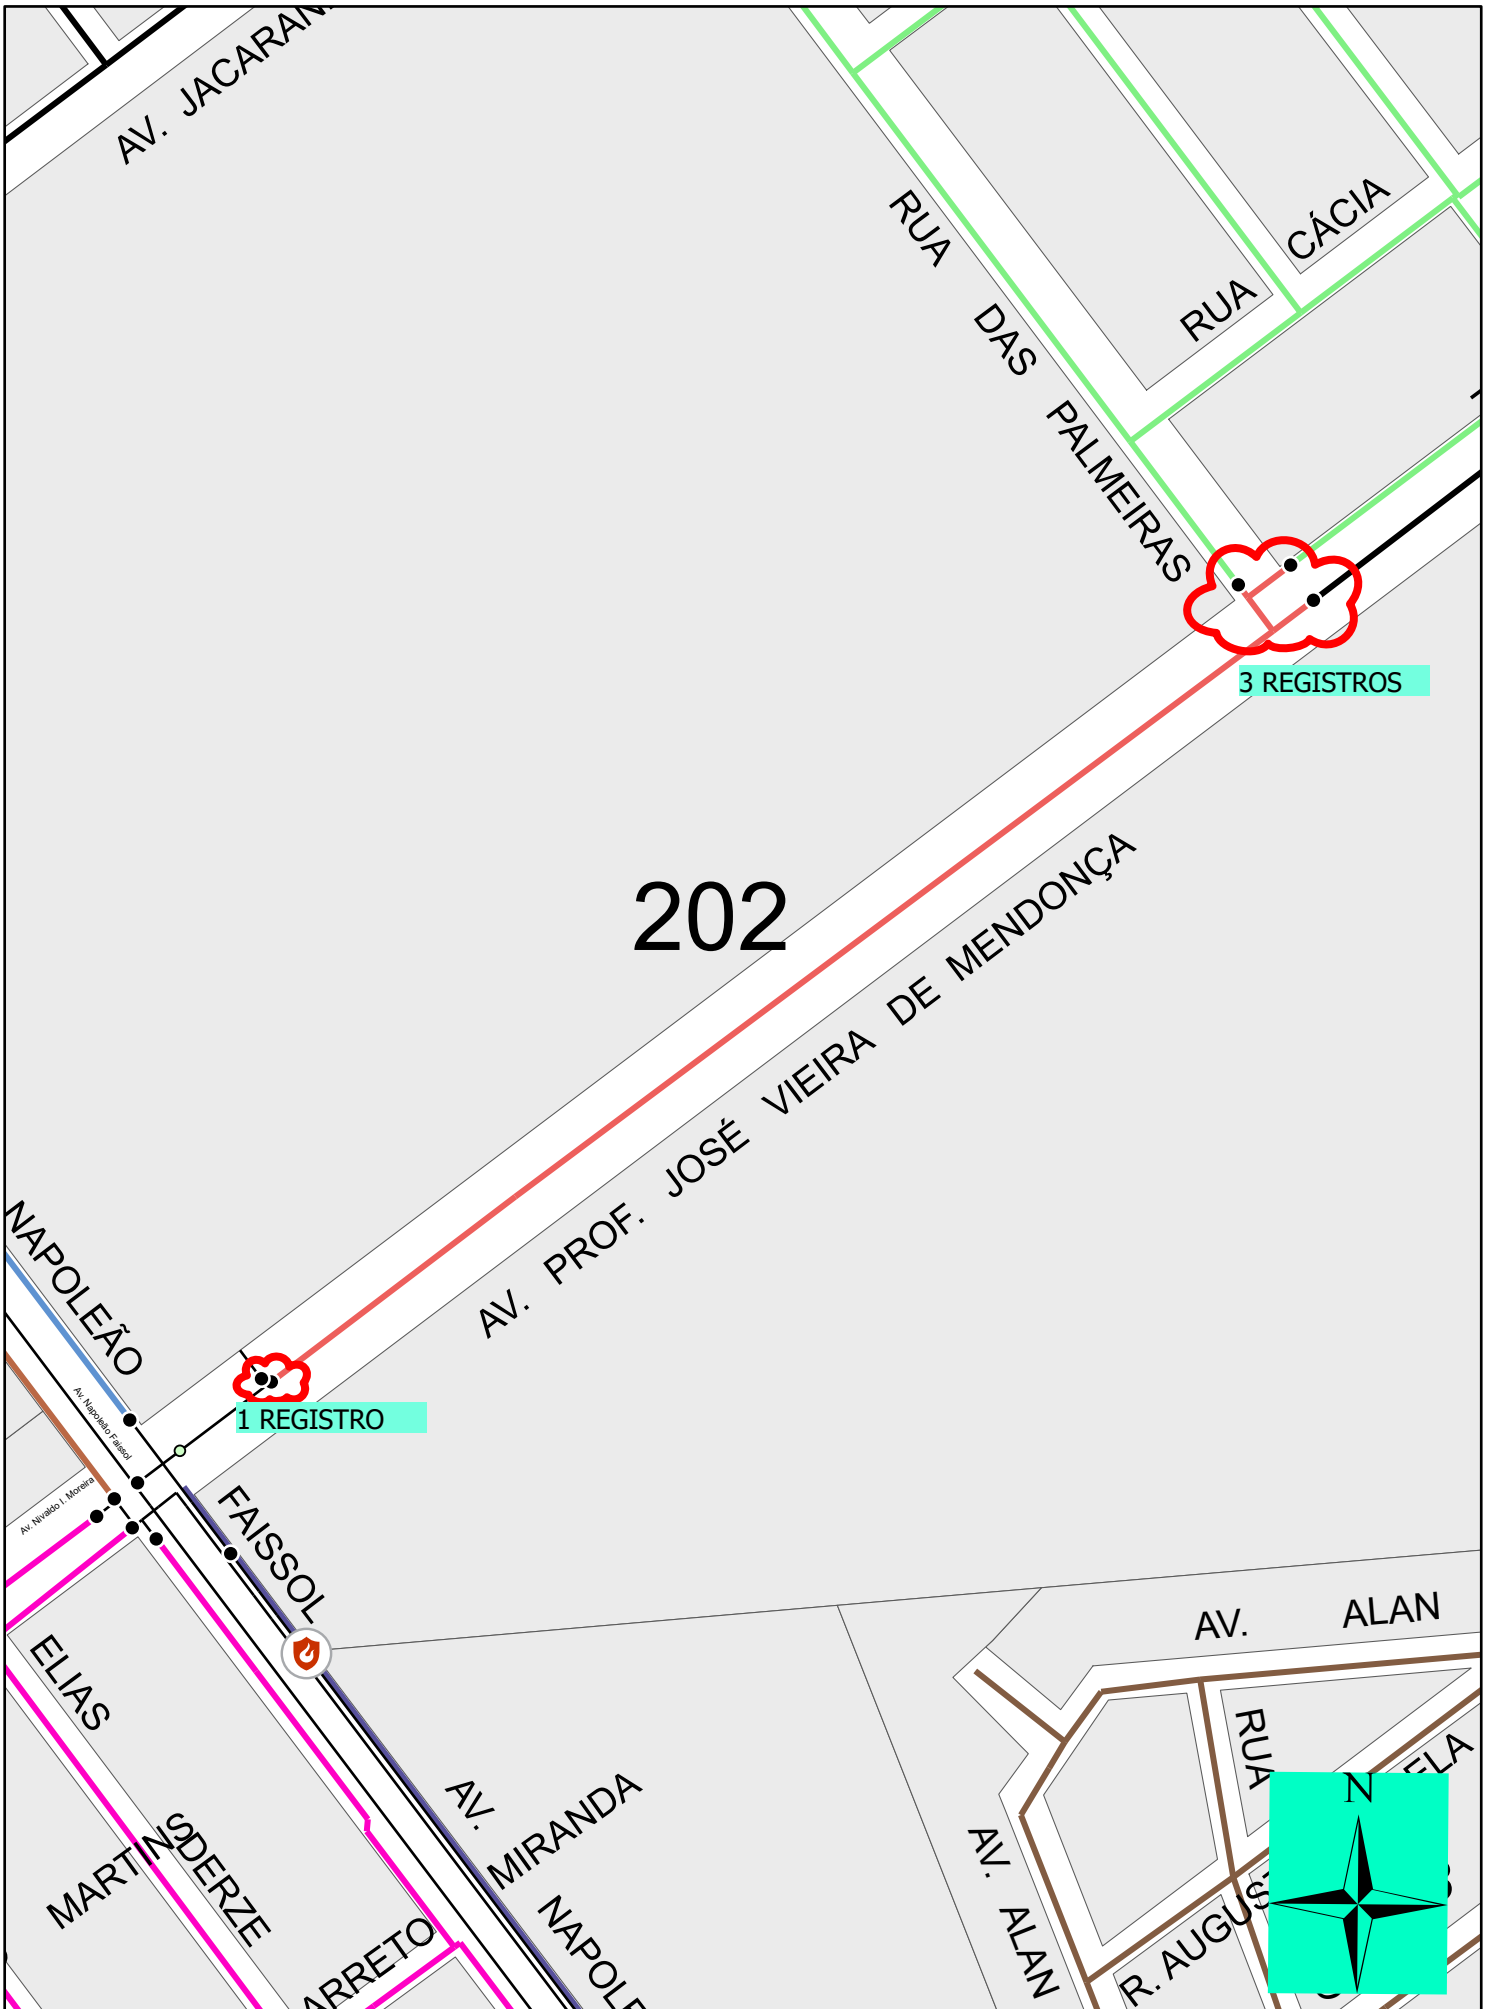 AV. JACARAN
RUA CÁCIA
RUA DAS PALMEIRAS
3 REGISTROS
202
AV. PROF. JOSÉ VIEIRA DE MENDONÇA
NAPOLEÃO
Av. Napoleão Faissol
1 REGISTRO
Av. Nivaldo I. Moreira
FAISSOL
ELIAS
AV. ALAN
RUA
ELA
N
AV.
MIRANDA
MARTINS
DERZE
AV. ALAN
R. AUGUS
NAPOLE
ARRETO